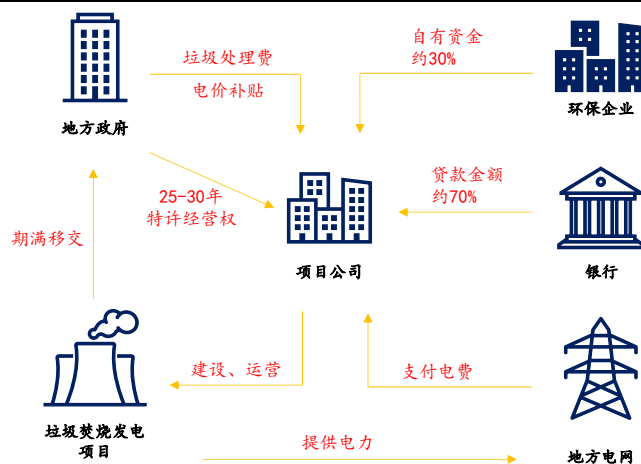 垃圾处理费
电价补贴
自有资金
约30%
地方政府
环保企业
25-30年
特许经营权
贷款金额
约70%
期满移交
项目公司
银行
建设、运营
支付电费
垃圾焚烧发电
项目
提供电力
地方电网